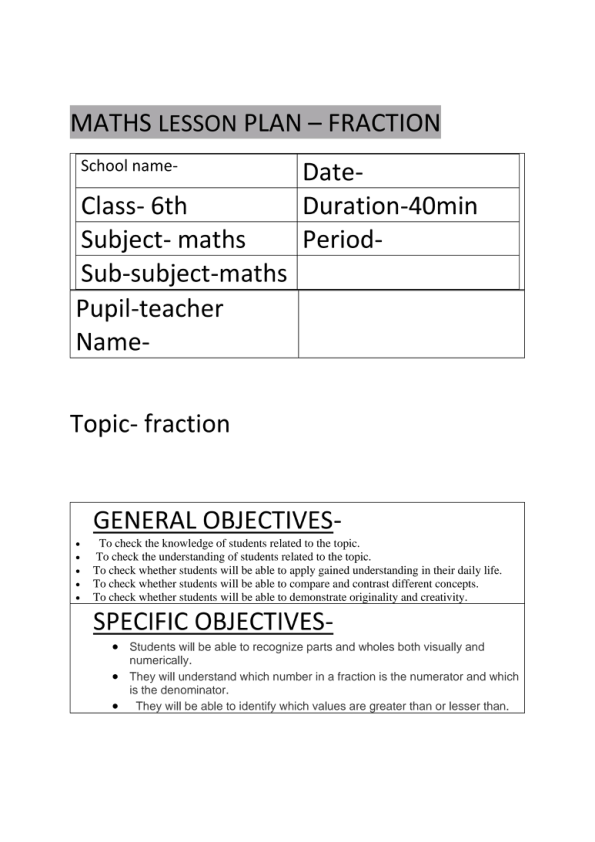 MATHS LESSON PLAN – FRACTION
School name-
Date-
Class- 6th
Duration-40min
Subject- maths
Period-
Sub-subject-maths
Pupil-teacher
Name-
Topic- fraction
GENERAL OBJECTIVES-
• To check the knowledge of students related to the topic.
• To check the understanding of students related to the topic.
• To check whether students will be able to apply gained understanding in their daily life.
• To check whether students will be able to compare and contrast different concepts.
• To check whether students will be able to demonstrate originality and creativity.
SPECIFIC OBJECTIVES-
• Students will be able to recognize parts and wholes both visually and
numerically.
• They will understand which number in a fraction is the numerator and which
is the denominator.
• They will be able to identify which values are greater than or lesser than.